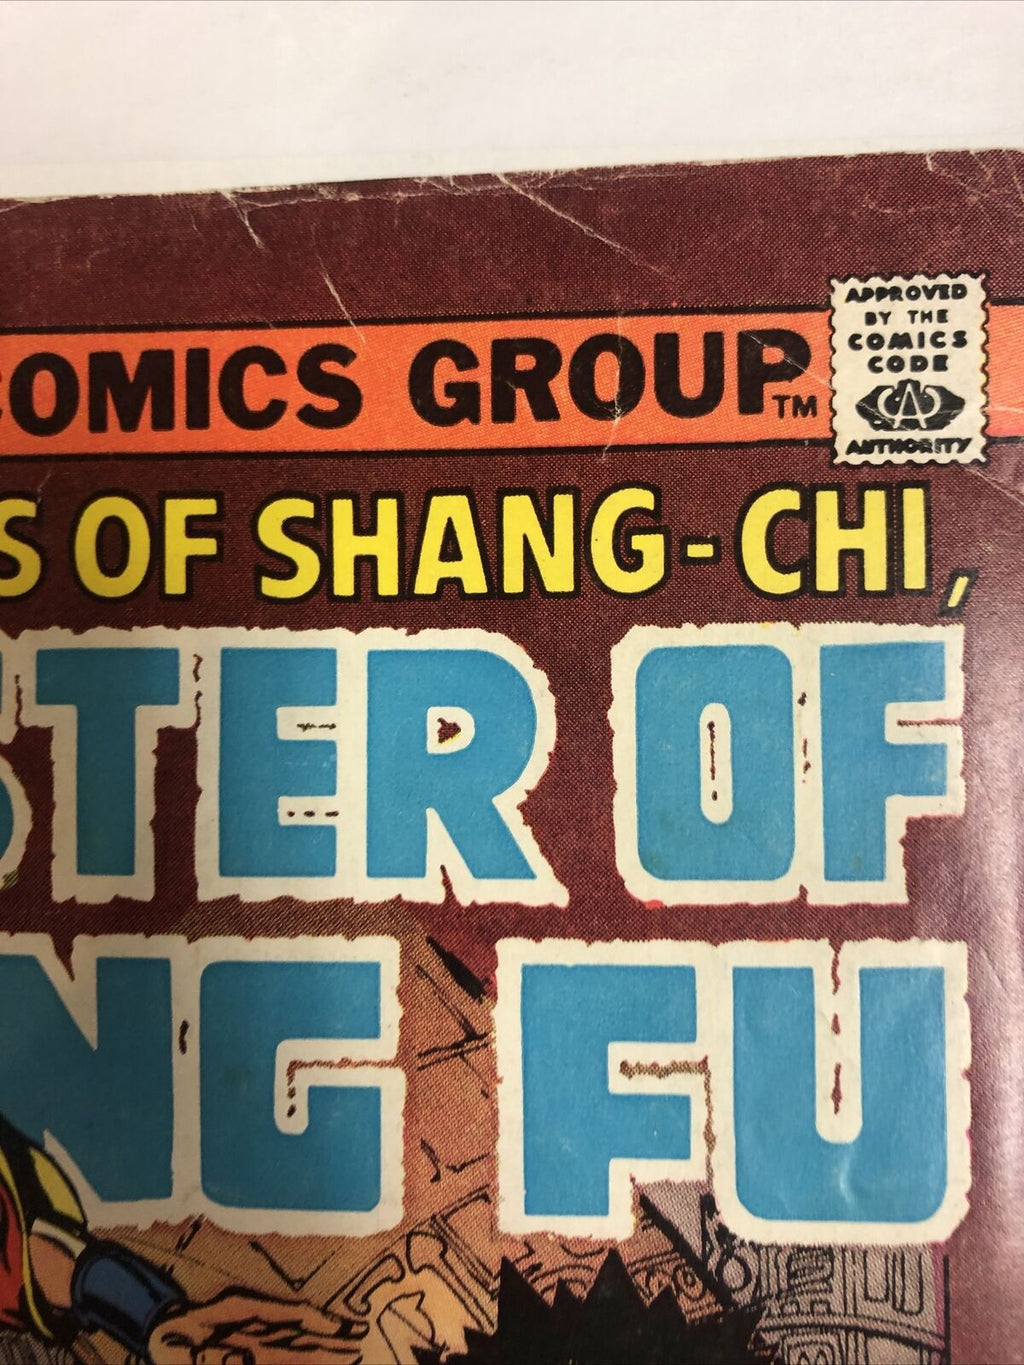 COMICS GROUP TM
APPROVED
BY THE
COMICS
CODE
CA
AUTHORITY
S OF SHANG-CHI,
STER OF
NG FU